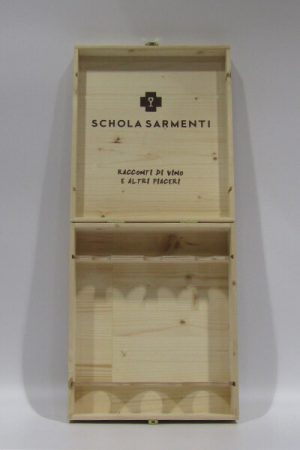 SCHOLA SARMENTI
RACCONTI DI VINO
E ALTRI PIACERI